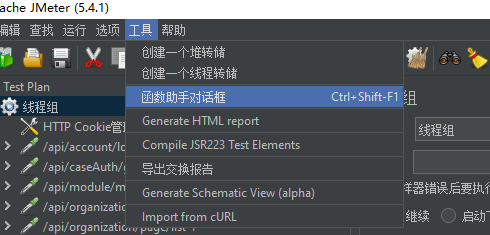 ache JMeter (5.4.1)
编辑 查找 运行 选项 工具 帮助
创建一个堆转储
创建一个线程转储
函数助手对话框 Ctrl+Shift-F1
Generate HTML report
Compile JSR223 Test Elements
导出交换报告
Generate Schematic View (alpha)
Import from cURL
Test Plan
线程组
HTTP Cookie管
/api/account/lo
/api/caseAuth/g
/api/module/m
/api/organization
/api/organization/page/list-1
组
线程组
样器错误后要执行
继续 启动下